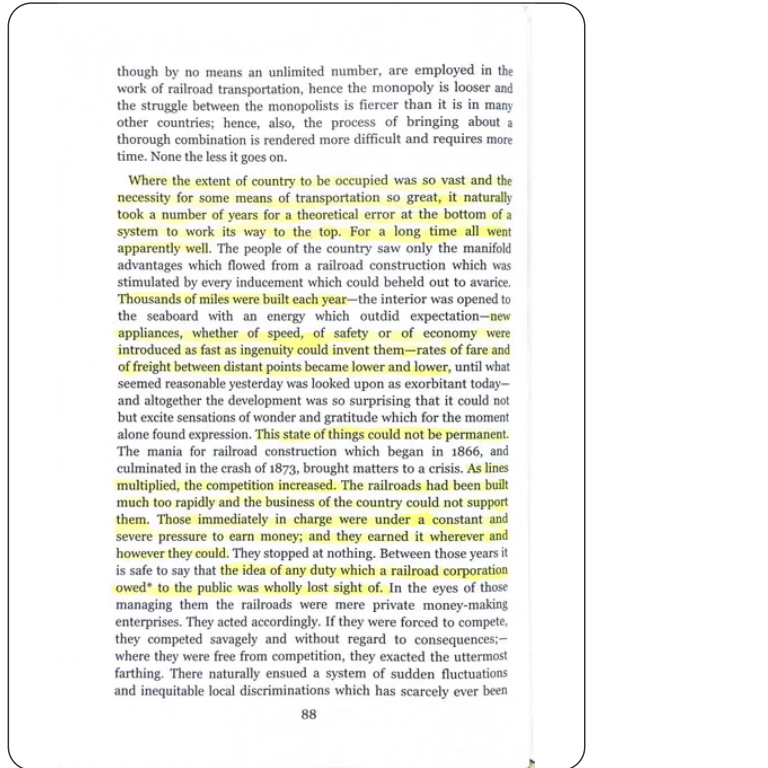 though by no means an unlimited number, are employed in the
work of railroad transportation, hence the monopoly is looser and
the struggle between the monopolists is fiercer than it is in many
other countries; hence, also, the process of bringing about a
thorough combination is rendered more difficult and requires more
time. None the less it goes on.
Where the extent of country to be occupied was so vast and the
necessity for some means of transportation so great, it naturally
took a number of years for a theoretical error at the bottom of a
system to work its way to the top. For a long time all went
apparently well. The people of the country saw only the manifold
advantages which flowed from a railroad construction which was
stimulated by every inducement which could beheld out to avarice.
Thousands of miles were built each year—the interior was opened to
the seaboard with an energy which outdid expectation—new
appliances, whether of speed, of safety or of economy were
introduced as fast as ingenuity could invent them—rates of fare and
of freight between distant points became lower and lower, until what
seemed reasonable yesterday was looked upon as exorbitant today—
and altogether the development was so surprising that it could not
but excite sensations of wonder and gratitude which for the moment
alone found expression. This state of things could not be permanent.
The mania for railroad construction which began in 1866, and
culminated in the crash of 1873, brought matters to a crisis. As lines
multiplied, the competition increased. The railroads had been built
much too rapidly and the business of the country could not support
them. Those immediately in charge were under a constant and
severe pressure to earn money; and they earned it wherever and
however they could. They stopped at nothing. Between those years it
is safe to say that the idea of any duty which a railroad corporation
owed* to the public was wholly lost sight of. In the eyes of those
managing them the railroads were mere private money-making
enterprises. They acted accordingly. If they were forced to compete,
they competed savagely and without regard to consequences;—
where they were free from competition, they exacted the uttermost
farthing. There naturally ensued a system of sudden fluctuations
and inequitable local discriminations which has scarcely ever been
88